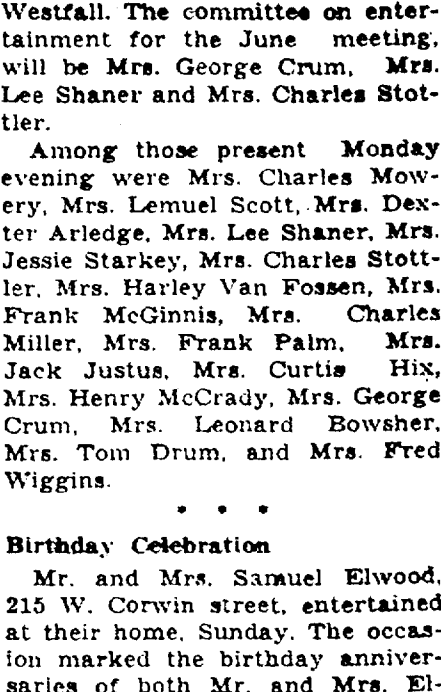 Westfall. The committee on enter-
tainment for the June meeting,
will be Mrs. George Crum, Mrs.
Lee Shaner and Mrs. Charles Stot-
tler.
Among those present Monday
evening were Mrs. Charles Mow-
ery, Mrs. Lemuel Scott, Mrs. Dex-
ter Arledge, Mrs. Lee Shaner, Mrs.
Jessie Starkey, Mrs. Charles Stott-
ler, Mrs. Harley Van Fossen, Mrs.
Frank McGinnis, Mrs. Charles
Miller, Mrs. Frank Palm, Mrs.
Jack Justus, Mrs. Curtis Hix,
Mrs. Henry McCrady, Mrs. George
Crum, Mrs. Leonard Bowsher,
Mrs. Tom Drum, and Mrs. Fred
Wiggins.
* * *
Birthday Celebration
Mr. and Mrs. Samuel Elwood,
215 W. Corwin street, entertained
at their home, Sunday. The occas-
ion marked the birthday anniver-
saries of both Mr. and Mrs. El-